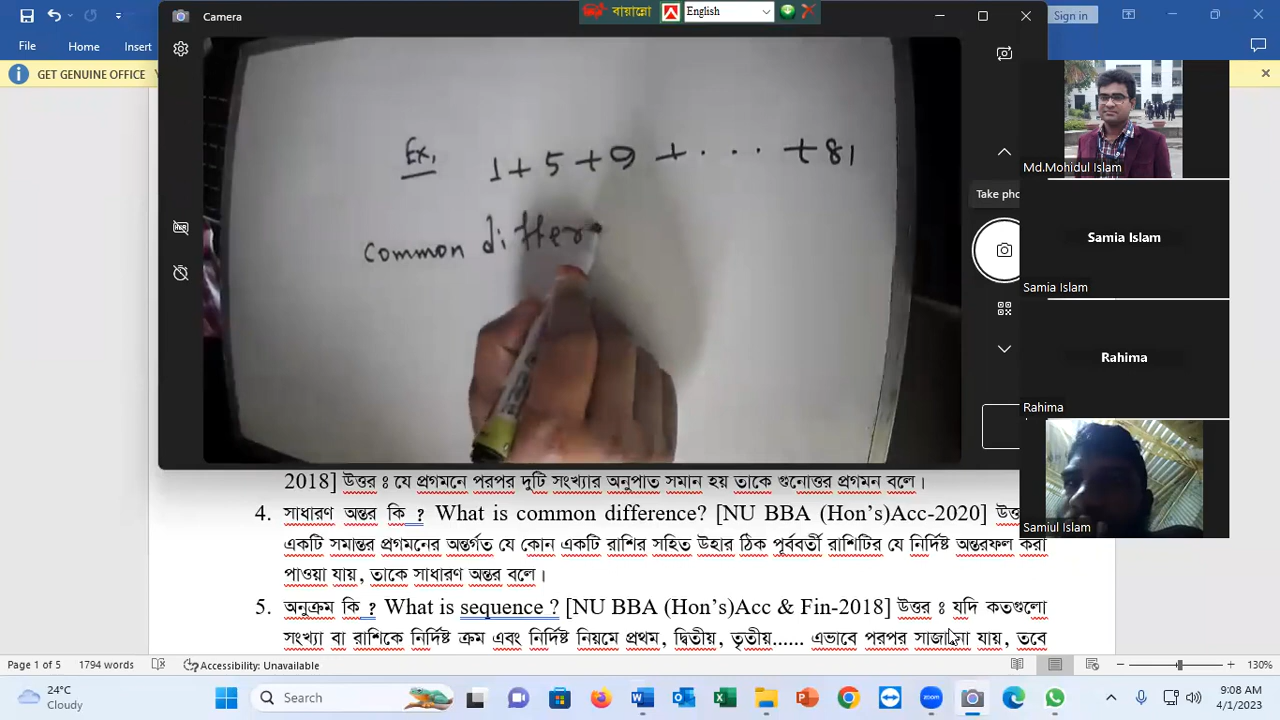 Camera
বায়ান্নো English
Sign in
File Home Insert
GET GENUINE OFFICE
Ex. 1 + 5 + 9 + . . . . + 81
Common differ
Take pho
Md.Mohidul Islam
Samia Islam
Samia Islam
Rahima
Rahima
Samiul Islam
2018] উত্তর ঃ যে প্রগমনে পরপর দুটি সংখ্যার অনুপাত সমান হয় তাকে গুনোত্তর প্রগমন বলে।
4. সাধারণ অন্তর কি ? What is common difference? [NU BBA (Hon’s)Acc-2020]
একটি সমান্তর প্রগমনের অন্তর্গত যে কোন একটি রাশির সহিত উহার ঠিক পূর্ববর্তী রাশিটির যে নির্দিষ্ট অন্তরফল করা
পাওয়া যায়, তাকে সাধারণ অন্তর বলে।
5. অনুক্রম কি ? What is sequence ? [NU BBA (Hon’s)Acc & Fin-2018] উত্তর ঃ যদি কতগুলো
সংখ্যা বা রাশিকে নির্দিষ্ট ক্রম এবং নির্দিষ্ট নিয়মে প্রথম, দ্বিতীয়, তৃতীয়...... এভাবে পরপর সাজানো যায়, তবে
Page 1 of 5 1794 words Accessibility: Unavailable 130%
24°C
Cloudy
Search
zoom
9:08 AM
4/1/2023